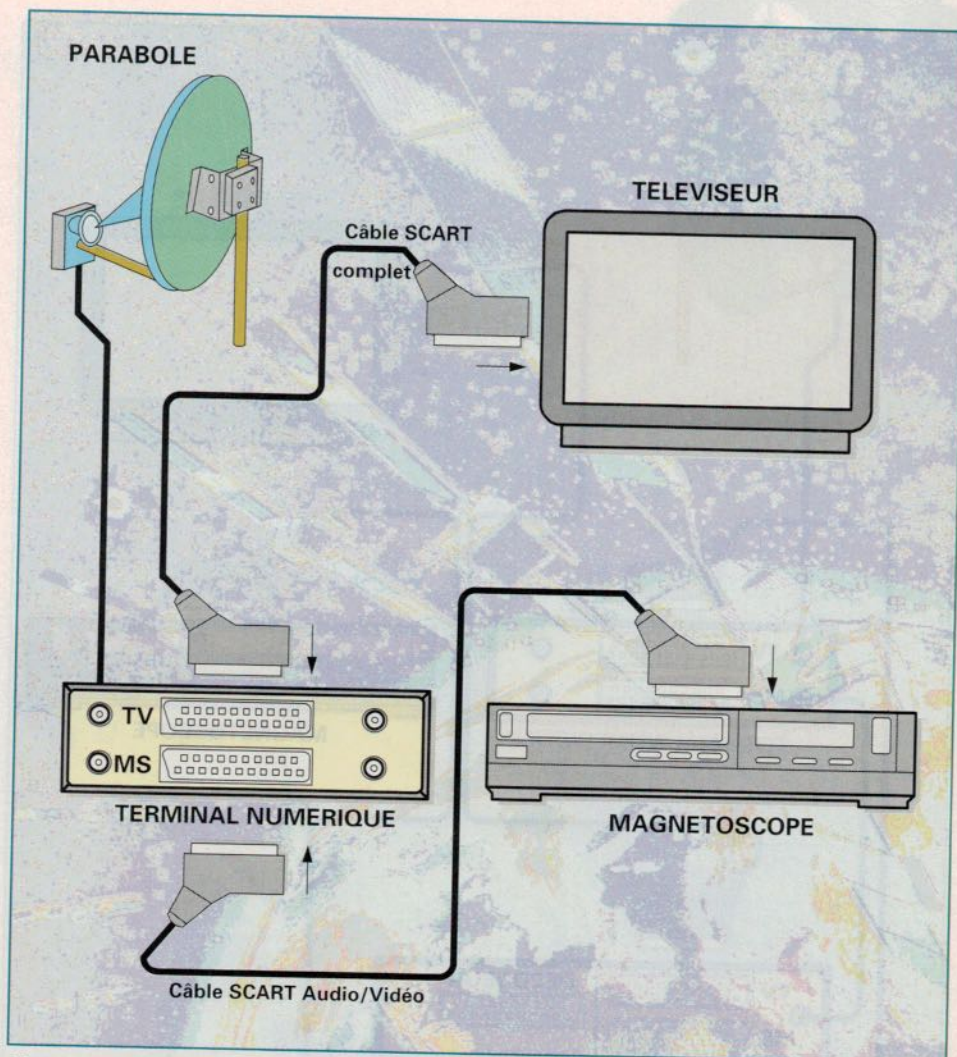 PARABOLE
TELEVISEUR
Câble SCART
complet
TV
MS
TERMINAL NUMERIQUE
MAGNETOSCOPE
Câble SCART Audio/Vidéo